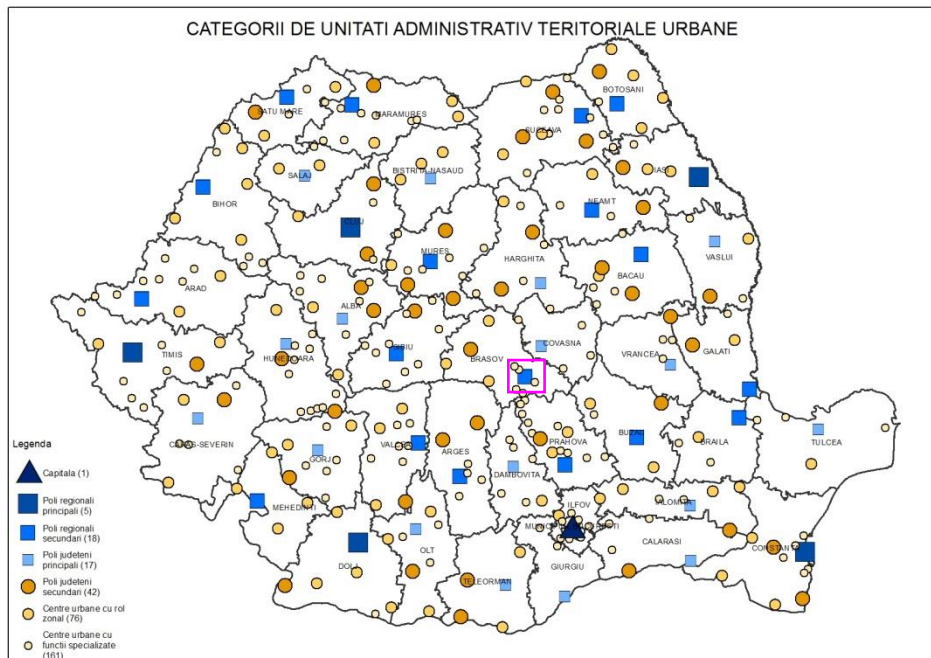 CATEGORII DE UNITATI ADMINISTRATIV TERITORIALE URBANE
BOTOSANI
SATU MARE
MARAMURES
SUCEAVA
IASI
SALAJ
BISTRITA-NASAUD
BIHOR
NEAMT
CLUJ
MURES
HARGHITA
VASLUI
BACAU
ARAD
ALBA
TIMIS
HUNEDOARA
SIBIU
BRASOV
COVASNA
VRANCEA
GALATI
CARAS-SEVERIN
GORJ
VALCEA
ARGES
DAMBOVITA
PRAHOVA
BUZAU
BRAILA
TULCEA
MEHEDINTI
ILFOV
IALOMITA
MUNICIPIUL BUCURESTI
CALARASI
CONSTANTA
DOLJ
OLT
TELEORMAN
GIURGIU
Legenda
Capitala (1)
Poli regionali
principali (5)
Poli regionali
secundari (18)
Poli judeteni
principali (17)
Poli judeteni
secundari (42)
Centre urbane cu rol
zonal (76)
Centre urbane cu
functii specializate
(161)